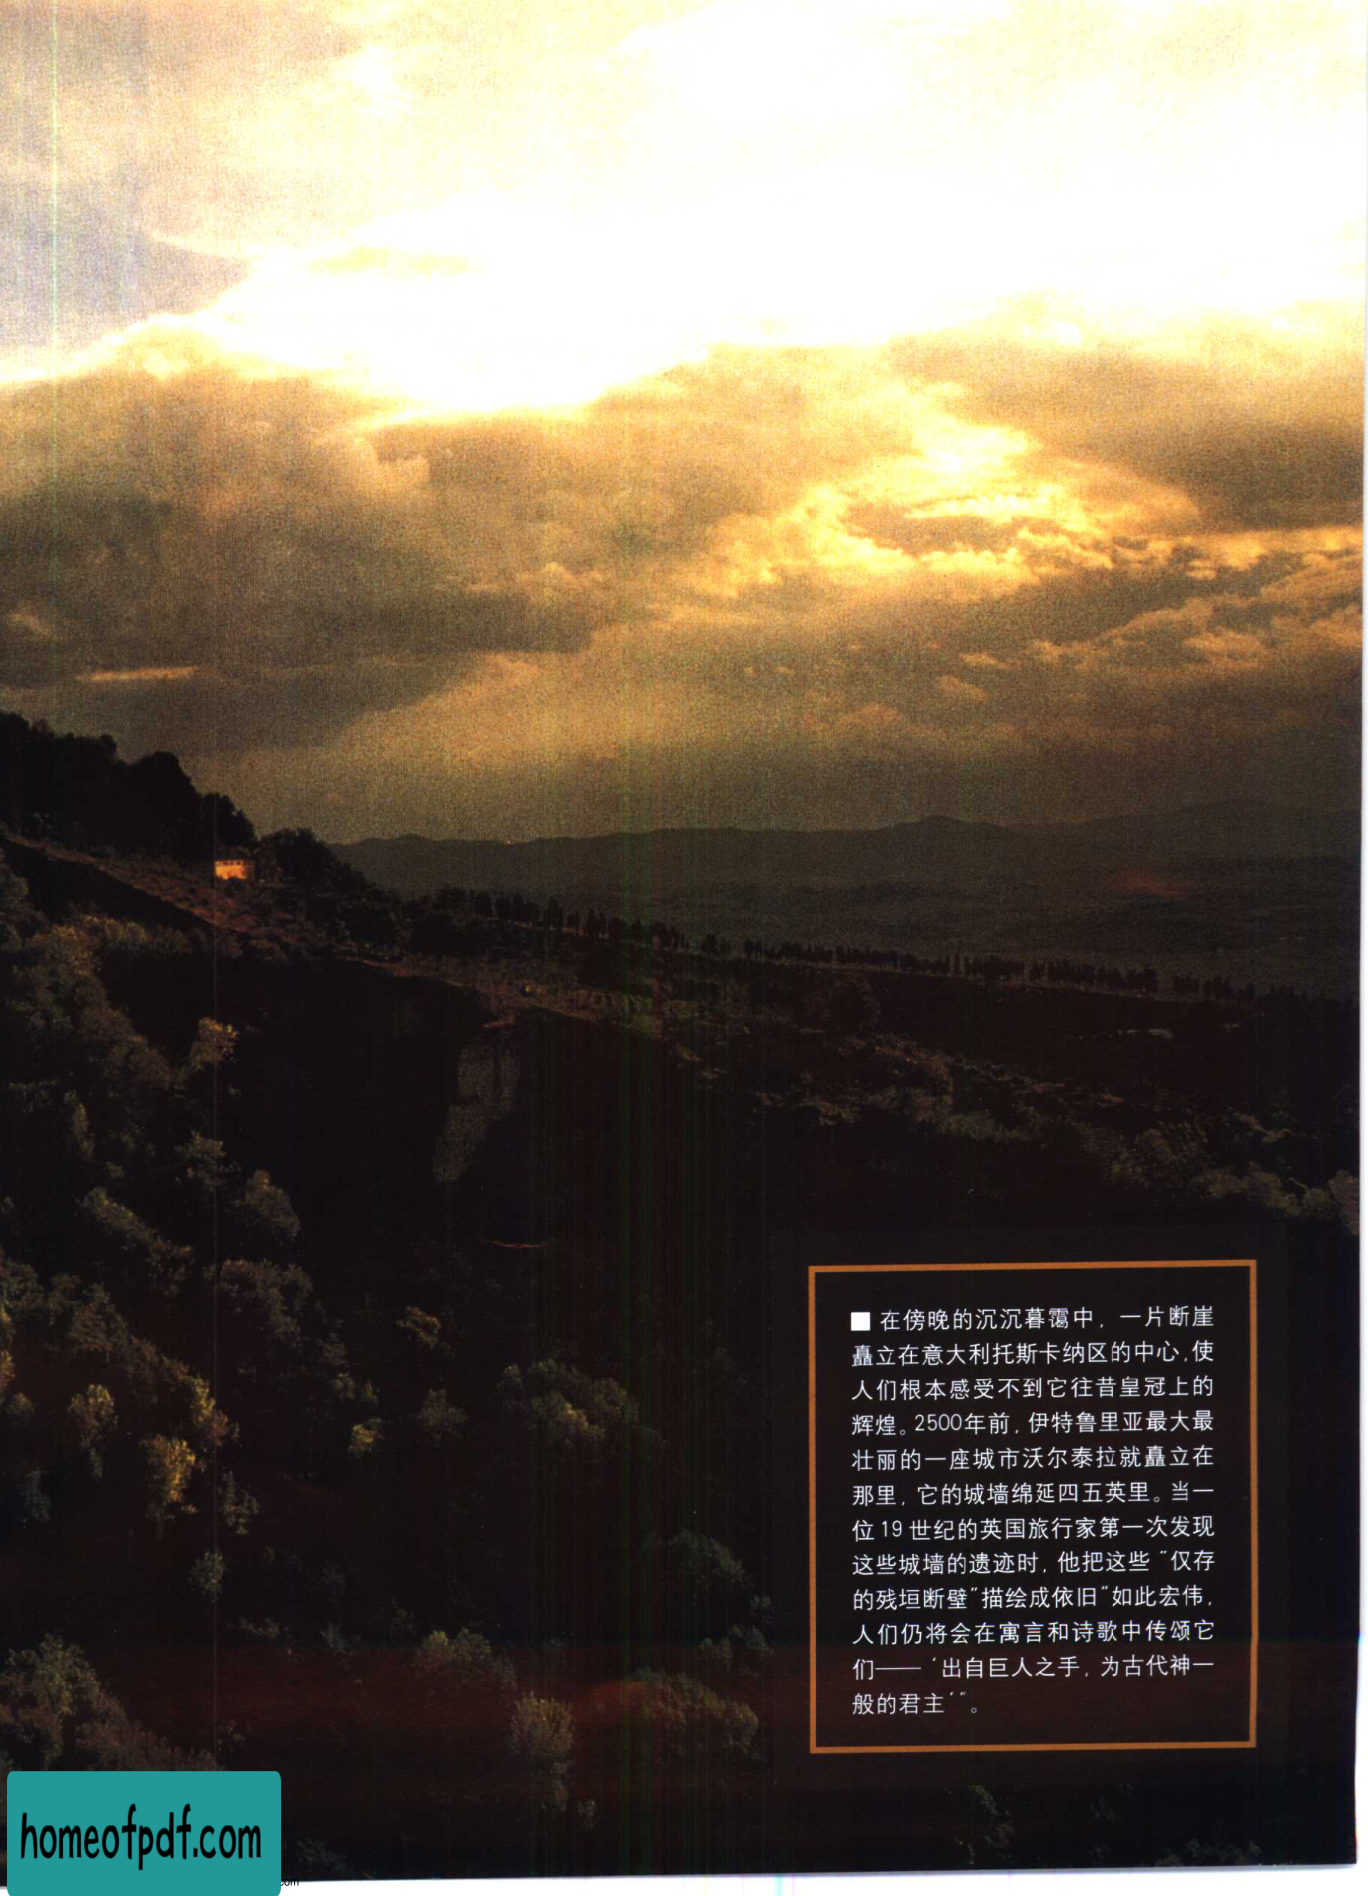 ■ 在傍晚的沉沉暮霭中，一片断崖
矗立在意大利托斯卡纳区的中心，使
人们根本感受不到它往昔皇冠上的
辉煌。2500年前，伊特鲁里亚最大最
壮丽的一座城市沃尔泰拉就矗立在
那里，它的城墙绵延四五英里。当一
位19世纪的英国旅行家第一次发现
这些城墙的遗迹时，他把这些“仅存
的残垣断壁”描绘成依旧“如此宏伟，
人们仍将会在寓言和诗歌中传颂它
们——‘出自巨人之手，为古代神一
般的君主’”。
homeofpdf.com
com